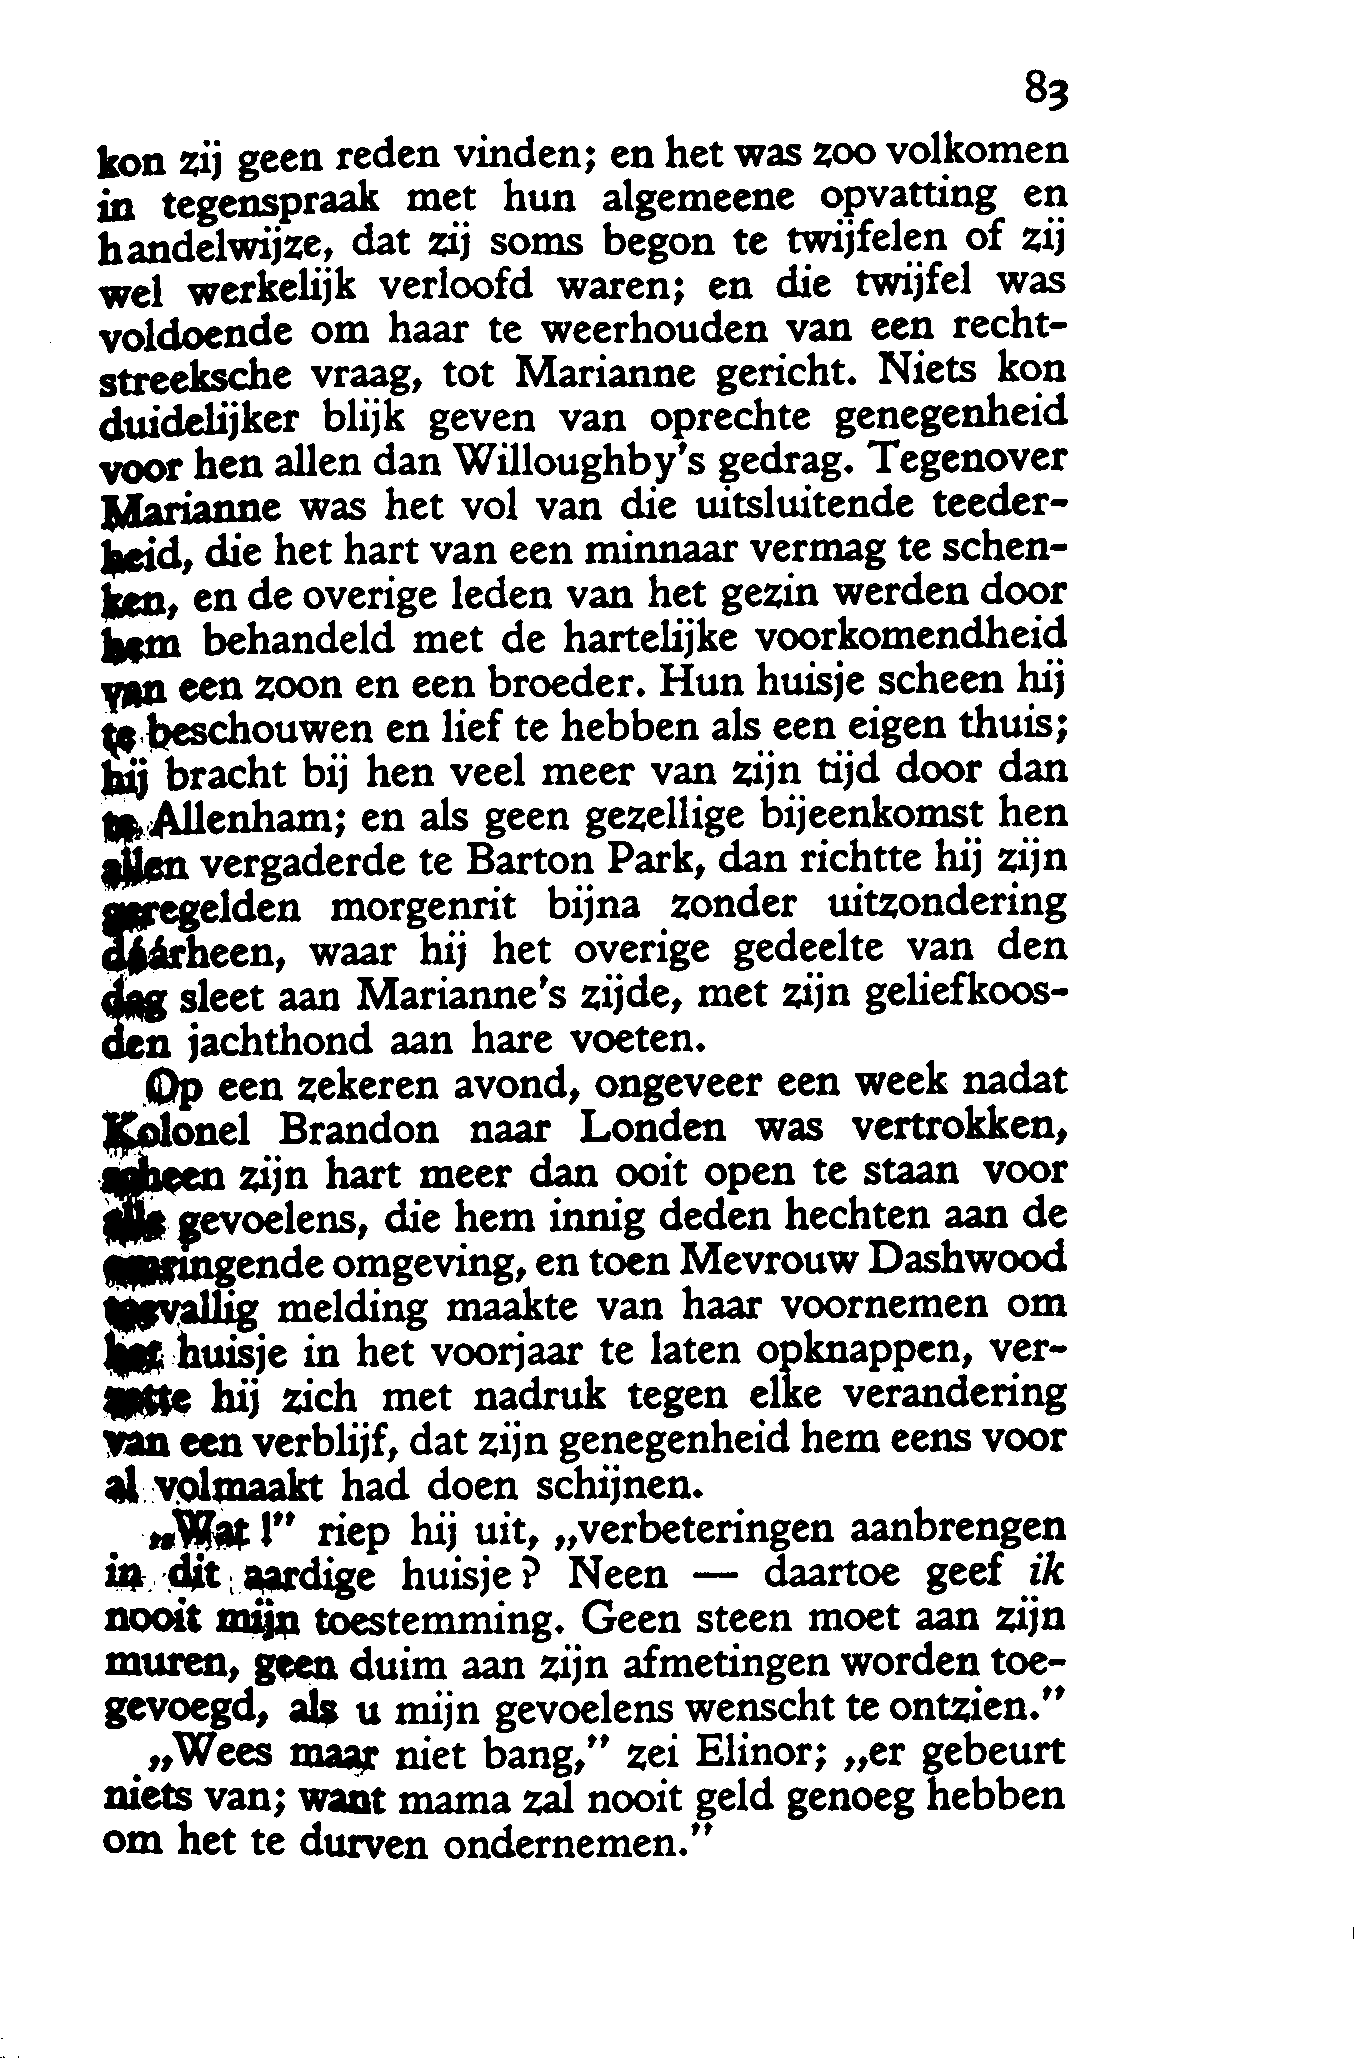 83
kon zij geen reden vinden; en het was zoo volkomen
in tegenspraak met hun algemeene opvatting en
handelwijze, dat zij soms begon te twijfelen of zij
wel werkelijk verloofd waren; en die twijfel was
voldoende om haar te weerhouden van een recht-
streeksche vraag, tot Marianne gericht. Niets kon
duidelijker blijk geven van oprechte genegenheid
voor hen allen dan Willoughby's gedrag. Tegenover
Marianne was het vol van die uitsluitende teeder-
heid, die het hart van een minnaar vermag te schen-
ken, en de overige leden van het gezin werden door
hem behandeld met de hartelijke voorkomendheid
van een zoon en een broeder. Hun huisje scheen hij
te beschouwen en lief te hebben als een eigen thuis;
hij bracht bij hen veel meer van zijn tijd door dan
te Allenham; en als geen gezellige bijeenkomst hen
allen vergaderde te Barton Park, dan richtte hij zijn
geregelden morgenrit bijna zonder uitzondering
dáárheen, waar hij het overige gedeelte van den
dag sleet aan Marianne's zijde, met zijn geliefkoos-
den jachthond aan hare voeten.
Op een zekeren avond, ongeveer een week nadat
Kolonel Brandon naar Londen was vertrokken,
scheen zijn hart meer dan ooit open te staan voor
alle gevoelens, die hem innig deden hechten aan de
omringende omgeving, en toen Mevrouw Dashwood
toevallig melding maakte van haar voornemen om
het huisje in het voorjaar te laten opknappen, ver-
zette hij zich met nadruk tegen elke verandering
van een verblijf, dat zijn genegenheid hem eens voor
al volmaakt had doen schijnen.
„Wat!” riep hij uit, „verbeteringen aanbrengen
in dit aardige huisje? Neen — daartoe geef ik
nooit mijn toestemming. Geen steen moet aan zijn
muren, geen duim aan zijn afmetingen worden toe-
gevoegd, als u mijn gevoelens wenscht te ontzien.”
„Wees maar niet bang,” zei Elinor; „er gebeurt
niets van; want mama zal nooit geld genoeg hebben
om het te durven ondernemen.”